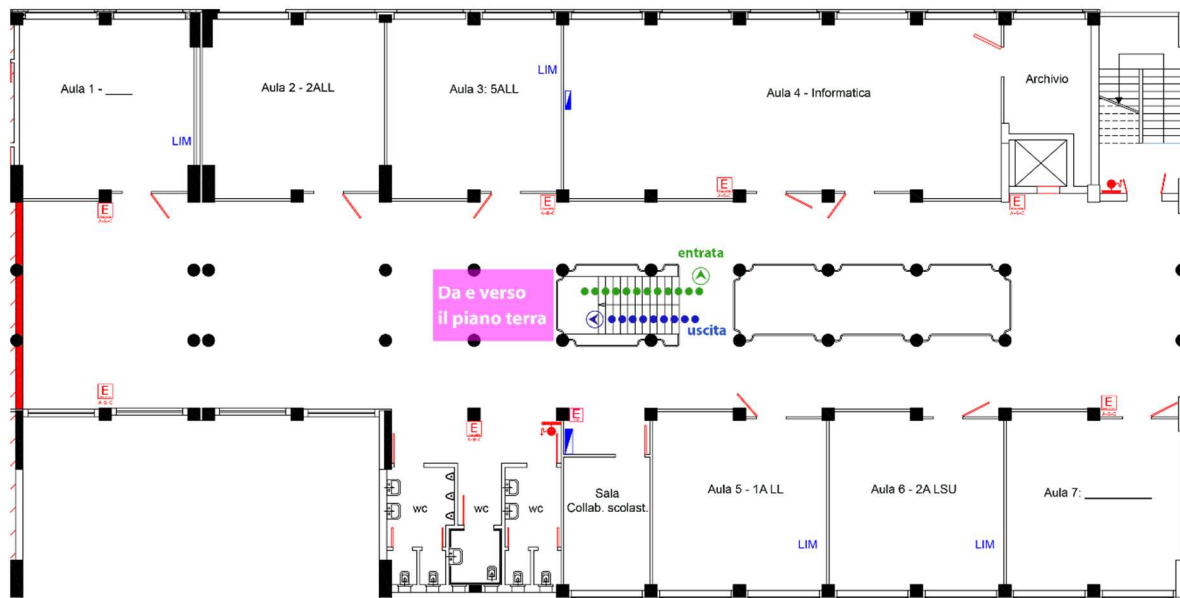 Aula 1 - ____
Aula 2 - 2ALL
Aula 3: 5ALL
LIM
Aula 4 - Informatica
Archivio
LIM
E
A-B-C
E
A-B-C
E
E
entrata
Da e verso
il piano terra
uscita
E
A-B-C
E
E
E
Sala
Collab. scolast.
wc
wc
wc
Aula 5 - 1A LL
Aula 6 - 2A LSU
Aula 7: ____________
LIM
LIM